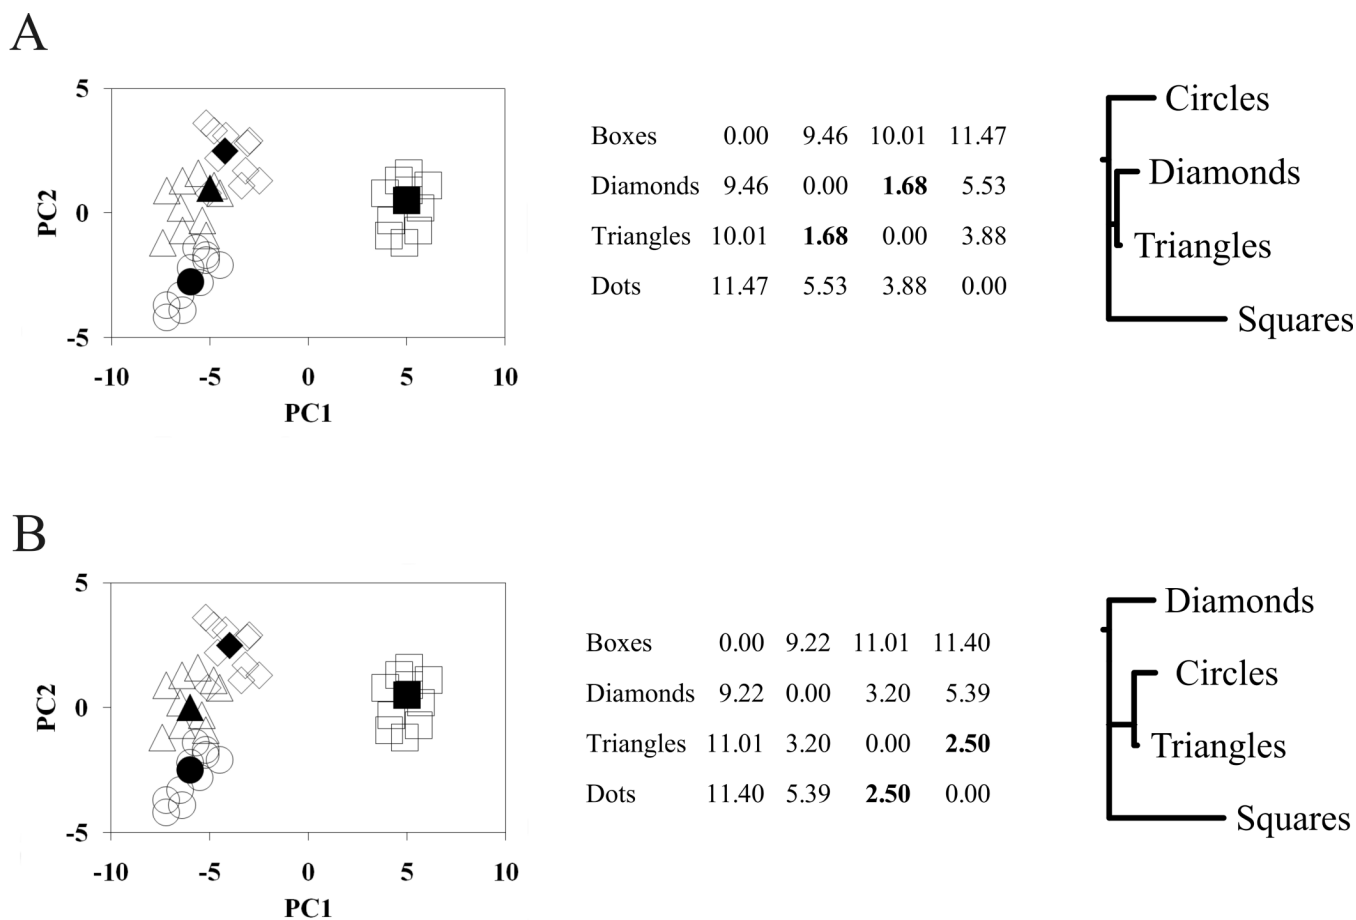 A
5
0
-5
PC2
-10 -5 0 5 10
PC1
Boxes 0.00 9.46 10.01 11.47
Diamonds 9.46 0.00 1.68 5.53
Triangles 10.01 1.68 0.00 3.88
Dots 11.47 5.53 3.88 0.00
Circles
Diamonds
Triangles
Squares
B
5
0
-5
PC2
-10 -5 0 5 10
PC1
Boxes 0.00 9.22 11.01 11.40
Diamonds 9.22 0.00 3.20 5.39
Triangles 11.01 3.20 0.00 2.50
Dots 11.40 5.39 2.50 0.00
Diamonds
Circles
Triangles
Squares